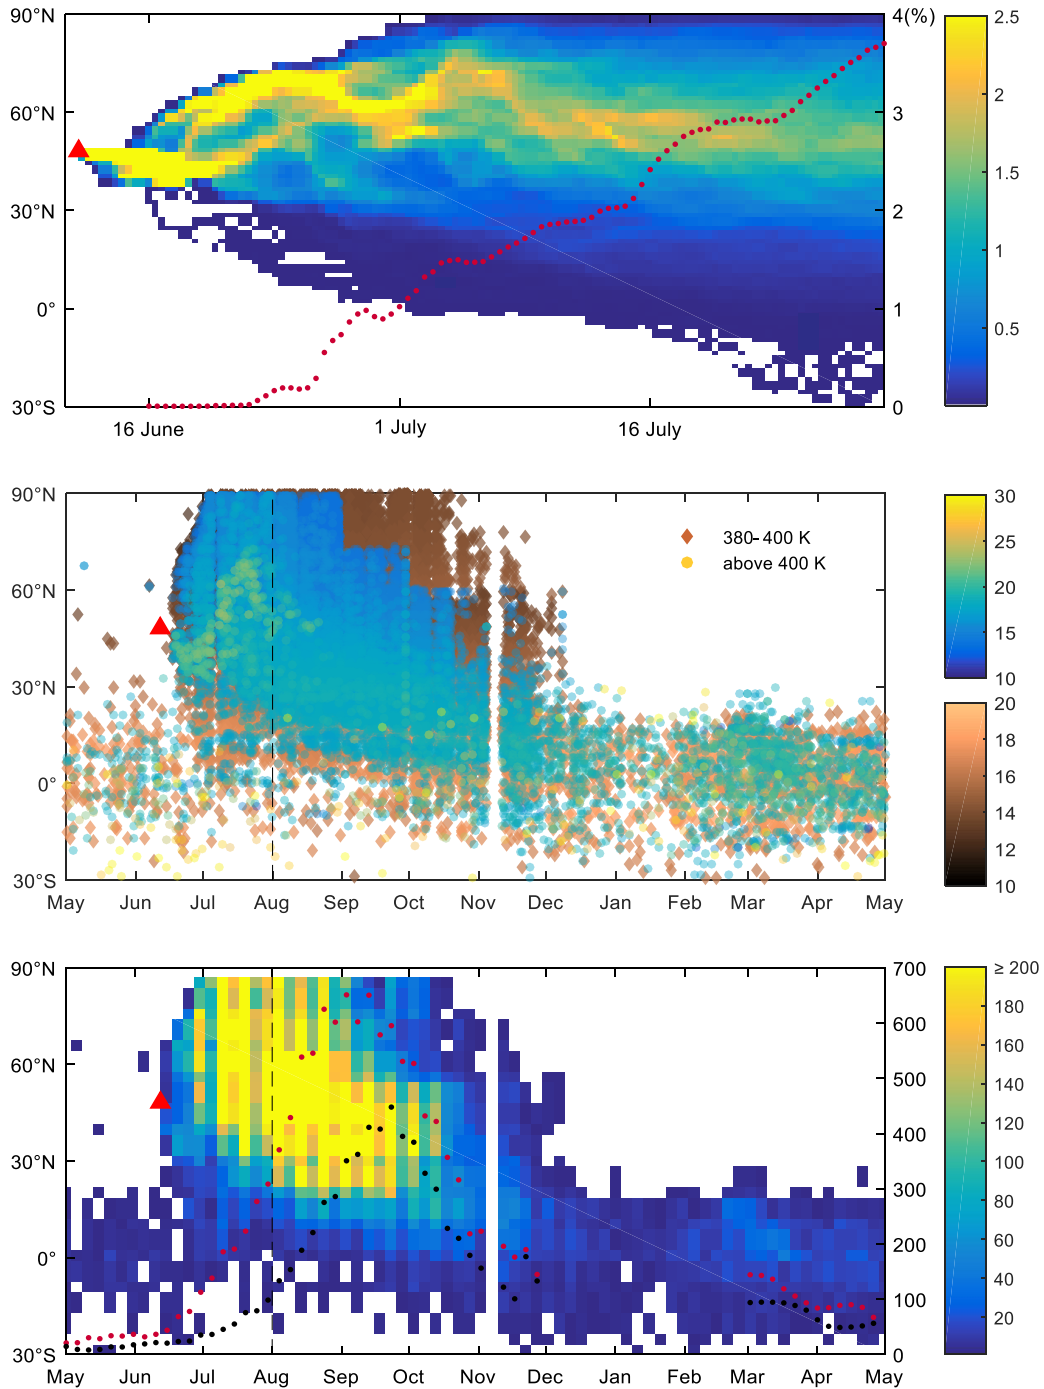 90°N
60°N
30°N
0°
30°S
16 June
1 July
16 July
4(%)
3
2
1
0
2.5
2
1.5
1
0.5
90°N
60°N
30°N
0°
30°S
May Jun Jul Aug Sep Oct Nov Dec Jan Feb Mar Apr May
380-400 K
above 400 K
30
25
20
15
10
20
18
16
14
12
10
90°N
60°N
30°N
0°
30°S
May Jun Jul Aug Sep Oct Nov Dec Jan Feb Mar Apr May
700
600
500
400
300
200
100
0
≥ 200
180
160
140
120
100
80
60
40
20